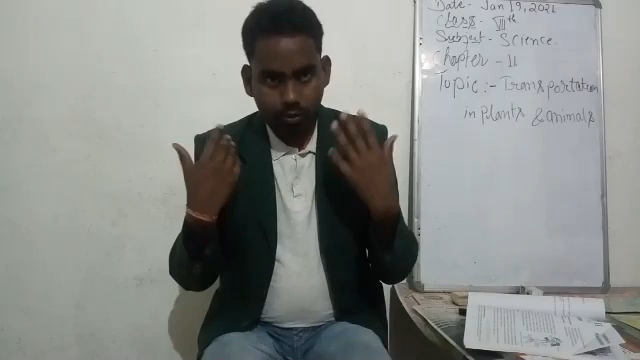 Date- Jan 19, 2021
Class- VIIth
Subject- Science
Chapter - 11
Topic :- Transportation
in plants & animals